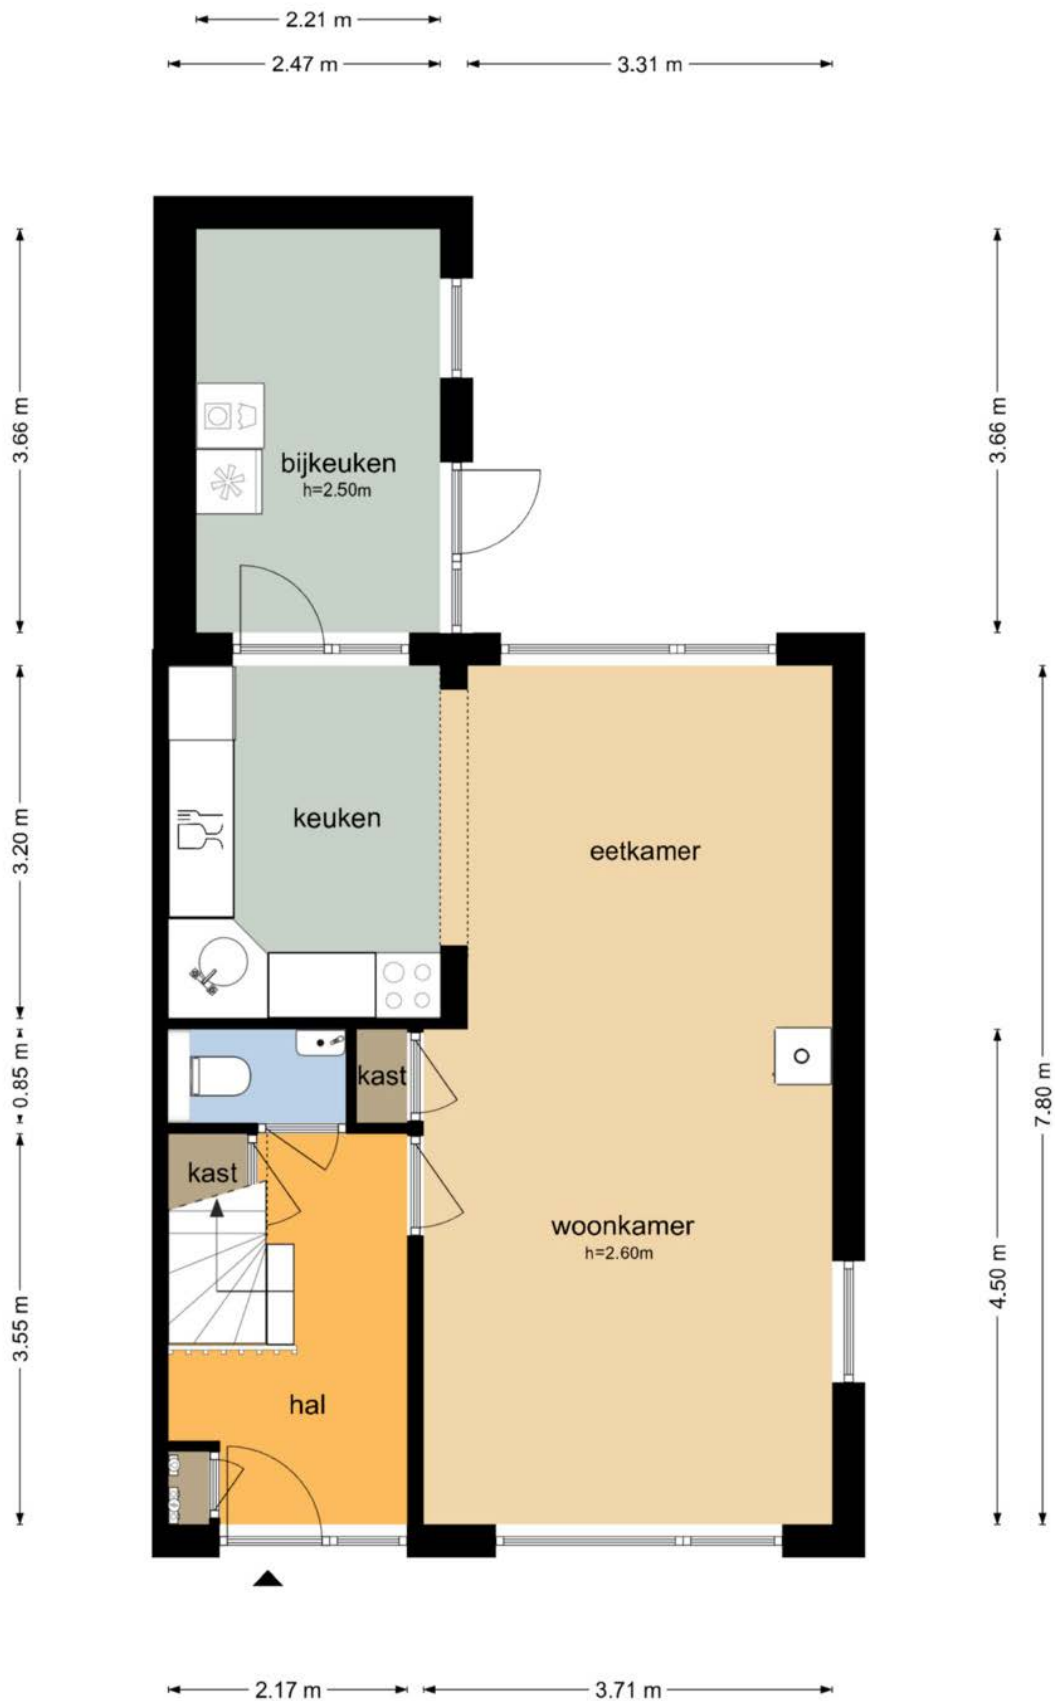 2.21 m
2.47 m
3.31 m
3.66 m
3.66 m
bijkeuken
h=2.50m
3.20 m
keuken
eetkamer
0.85 m
kast
7.80 m
kast
woonkamer
h=2.60m
4.50 m
3.55 m
hal
2.17 m
3.71 m